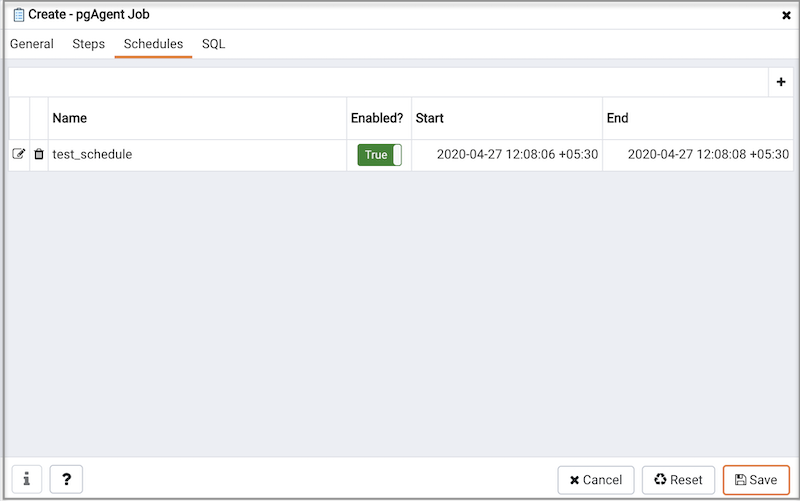 Create - pgAgent Job
General Steps Schedules SQL
+
Name Enabled? Start End
test_schedule True 2020-04-27 12:08:06 +05:30 2020-04-27 12:08:08 +05:30
i ? Cancel Reset Save